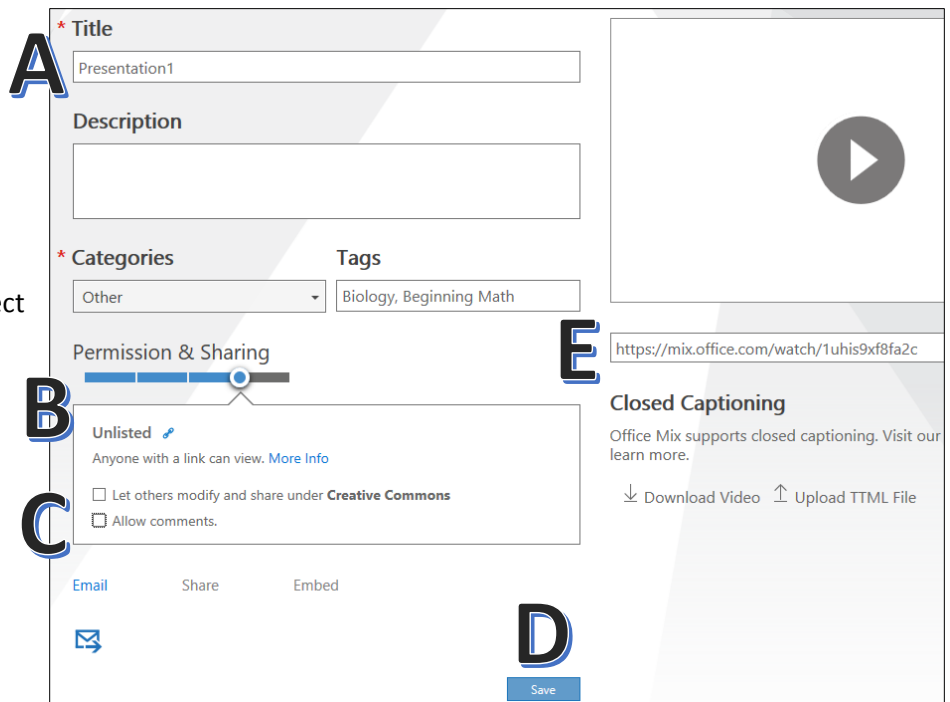 * Title
A
Presentation1
Description
* Categories
Tags
ect
Other
Biology, Beginning Math
Permission & Sharing
B
Unlisted
Anyone with a link can view. More Info
C
Let others modify and share under Creative Commons
Allow comments.
Email Share Embed
D
Save
E
https://mix.office.com/watch/1uhis9xf8fa2c
Closed Captioning
Office Mix supports closed captioning. Visit our
learn more.
Download Video Upload TTML File